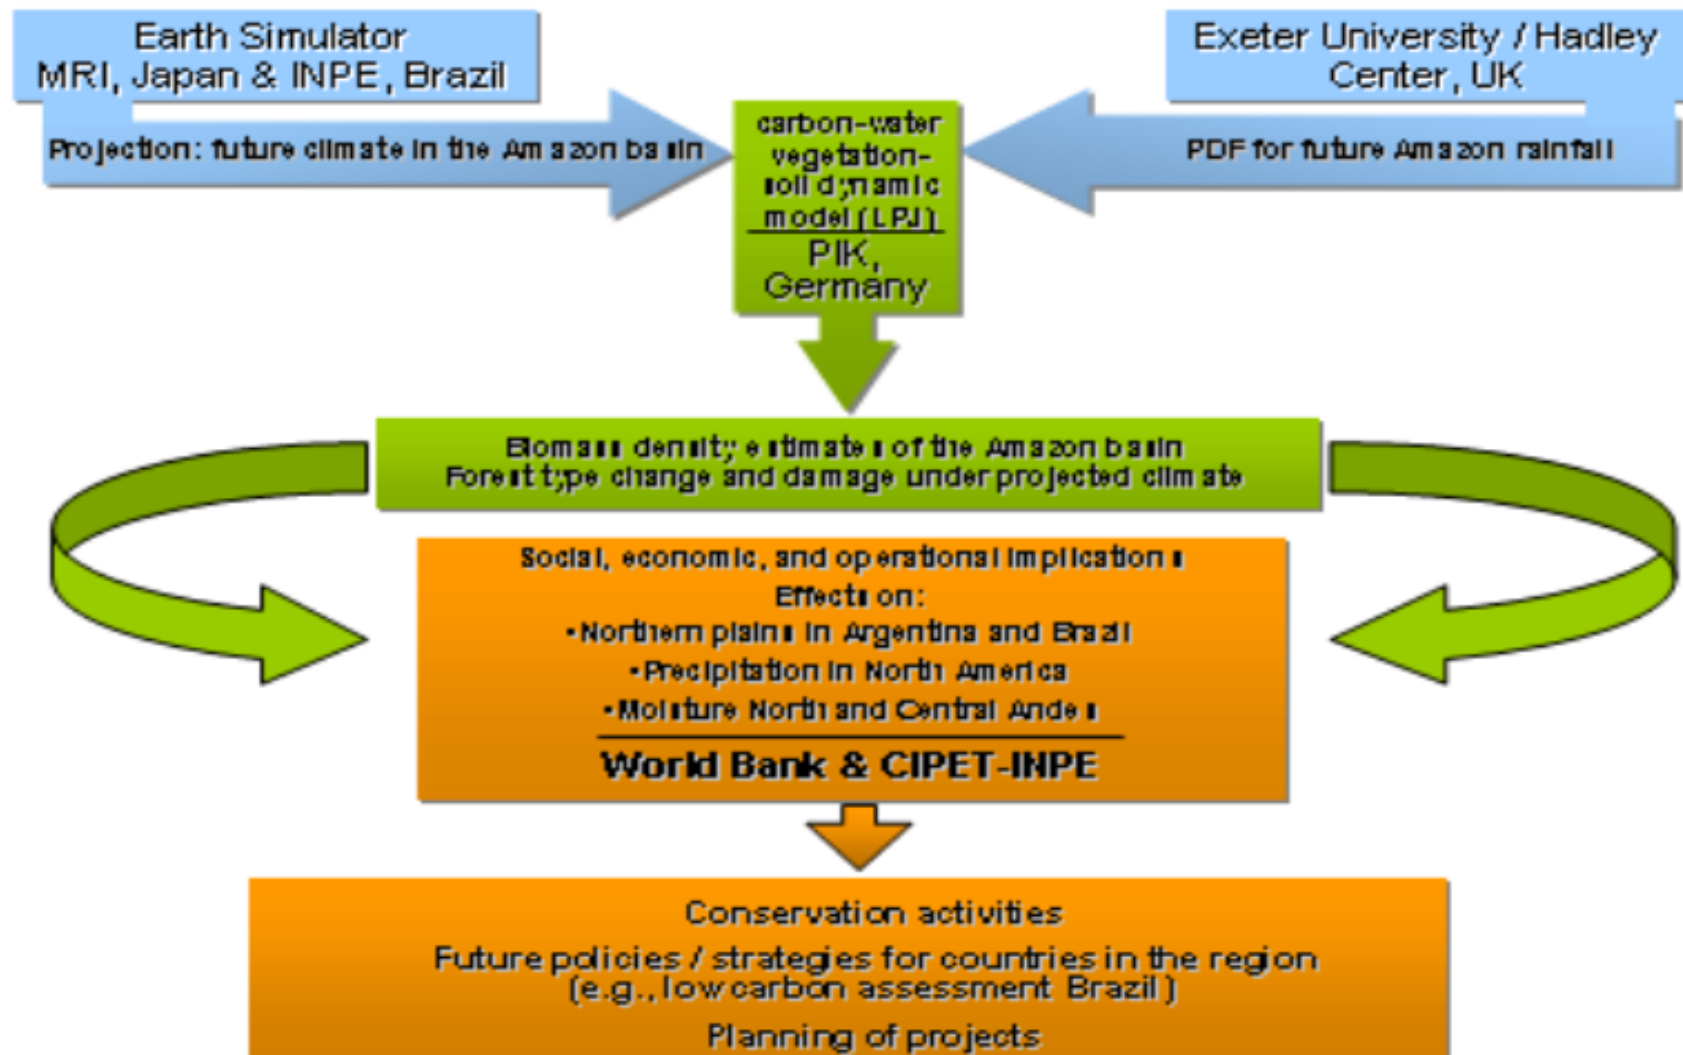 Earth Simulator
MRI, Japan & INPE, Brazil
Exeter University / Hadley
Center, UK
Projection: future climate in the Amazon basin
PDF for future Amazon rainfall
carbon-water
vegetation-
soil dynamic
model (LPJ)
PIK,
Germany
Biomass density estimates of the Amazon basin
Forest type change and damage under projected climate
Social, economic, and operational implications
Effects on:
•Northern plains in Argentina and Brazil
•Precipitation in North America
•Moisture North and Central Andes
World Bank & CIPET-INPE
Conservation activities
Future policies / strategies for countries in the region
(e.g., low carbon assessment Brazil)
Planning of projects